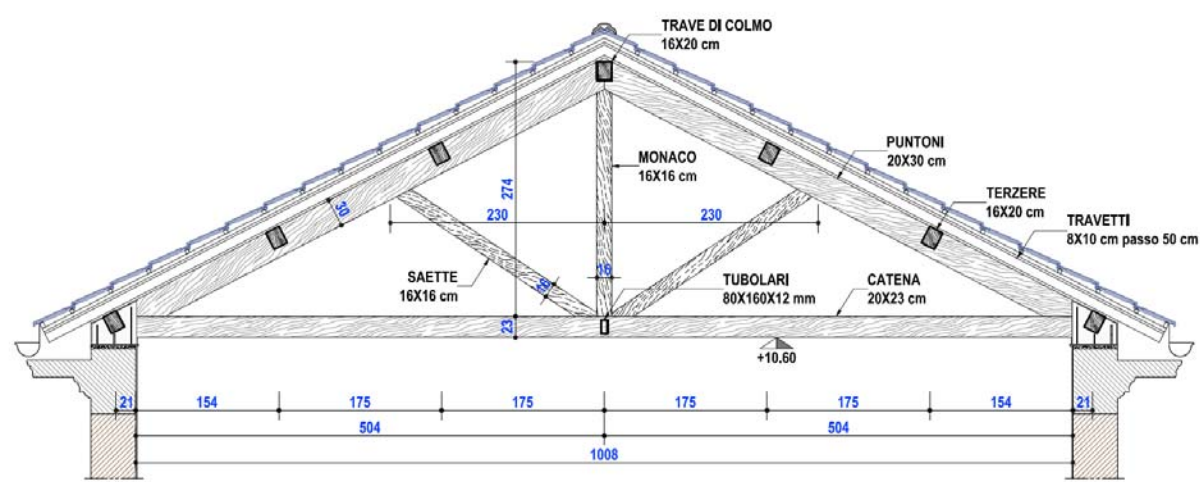 TRAVE DI COLMO
16X20 cm
PUNTONI
20X30 cm
MONACO
16X16 cm
274
TERZERE
16X20 cm
30
230
230
TRAVETTI
8X10 cm passo 50 cm
SAETTE
16X16 cm
16
16
TUBOLARI
80X160X12 mm
CATENA
20X23 cm
23
+10.60
21
154
175
175
175
175
154
21
504
504
1008